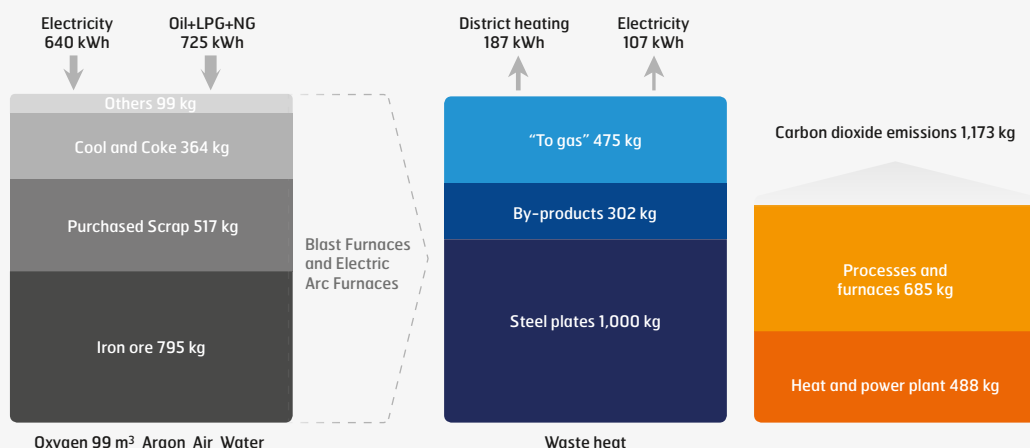 Electricity
640 kWh
Oil+LPG+NG
725 kWh
Others 99 kg
Cool and Coke 364 kg
Purchased Scrap 517 kg
Iron ore 795 kg
Oxygen 99 m³ Argon Air Water
Blast Furnaces
and Electric
Arc Furnaces
District heating
187 kWh
Electricity
107 kWh
“To gas” 475 kg
By-products 302 kg
Steel plates 1,000 kg
Waste heat
Carbon dioxide emissions 1,173 kg
Processes and
furnaces 685 kg
Heat and power plant 488 kg